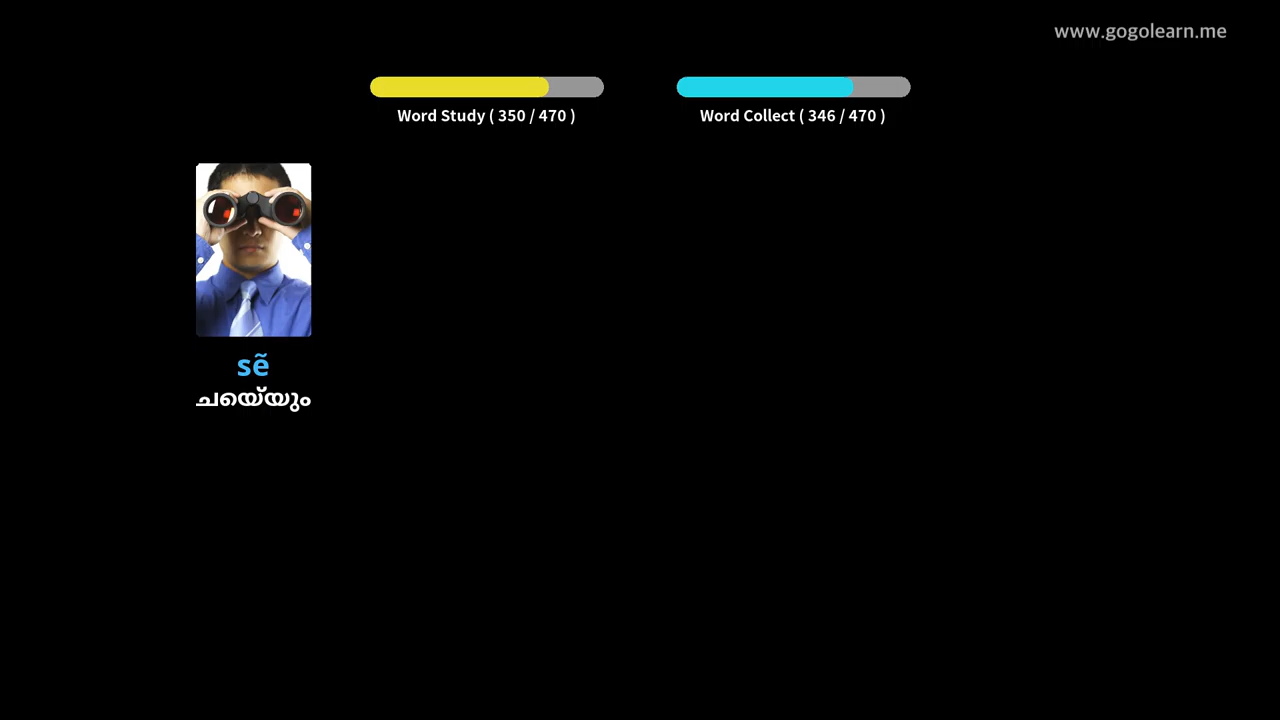 www.gogolearn.me
Word Study ( 350 / 470 )
Word Collect ( 346 / 470 )
sẽ
ചയ്യെും